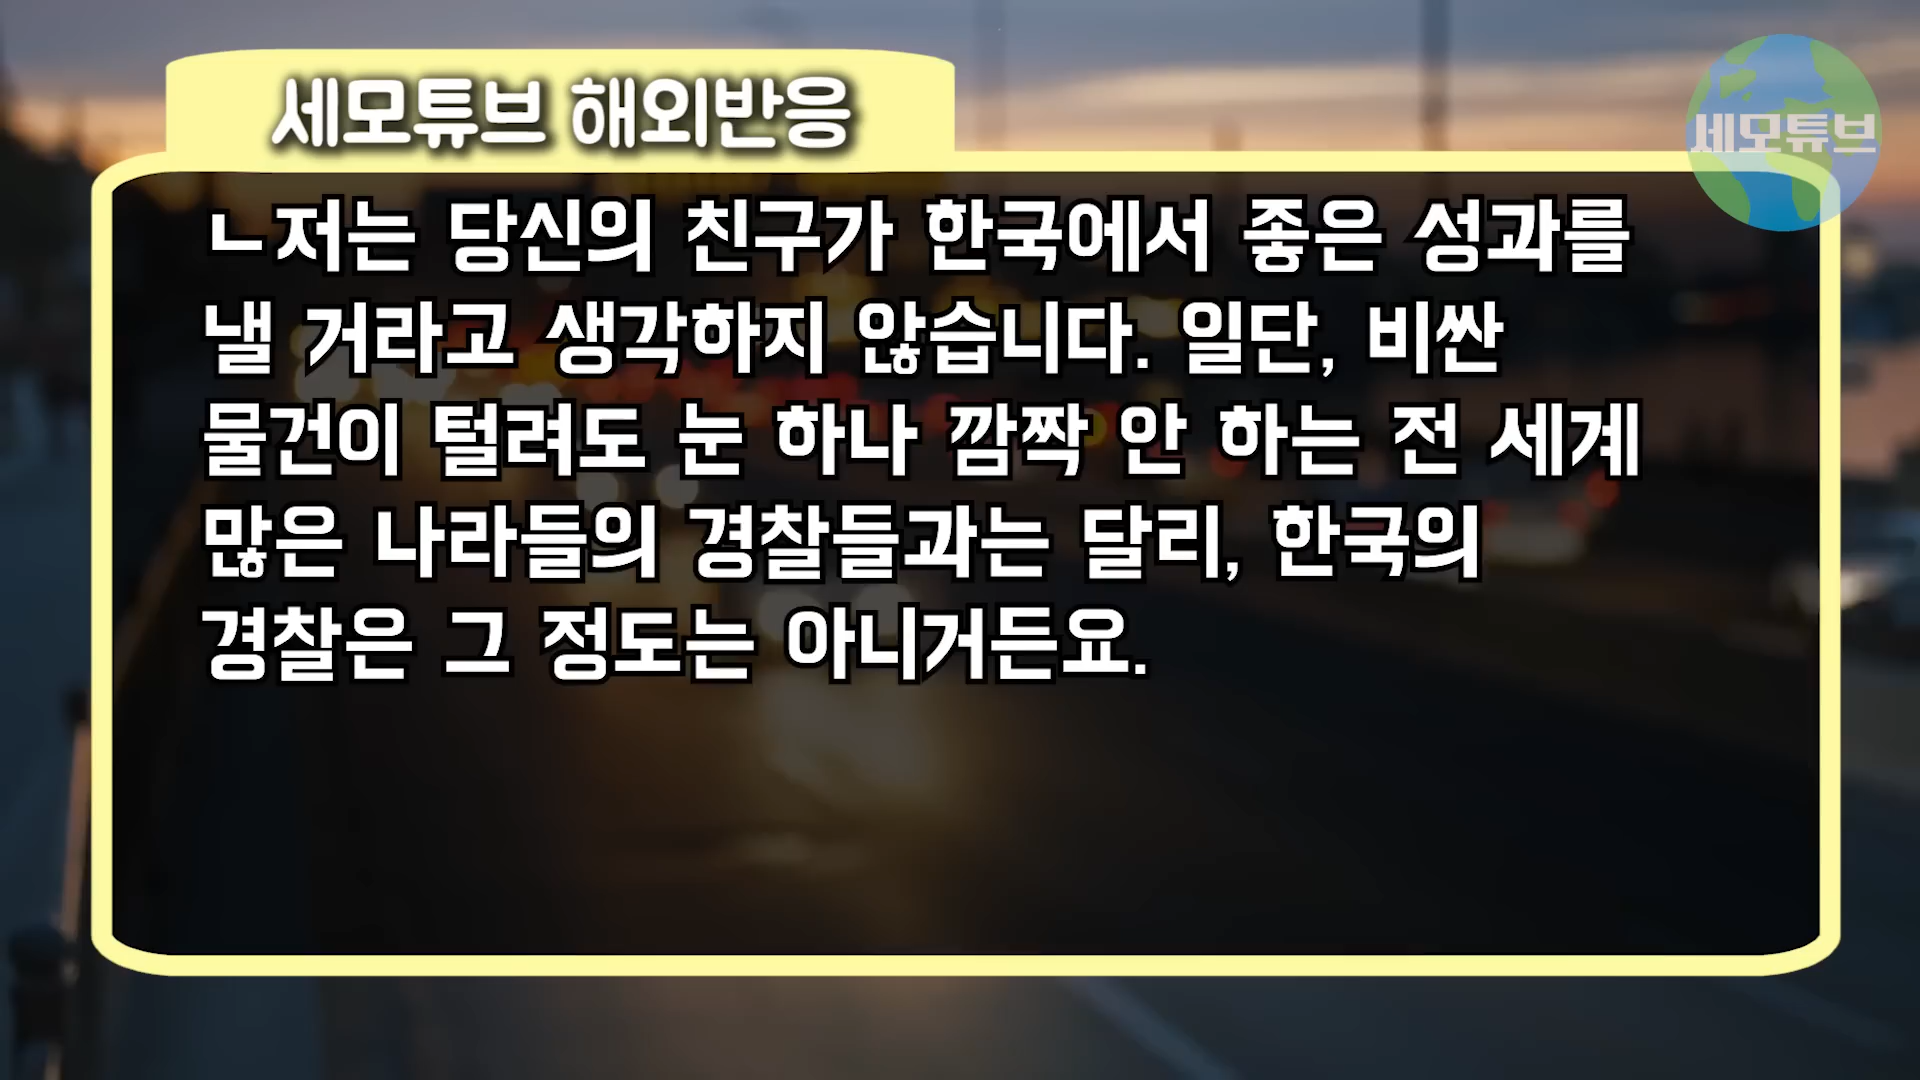 세모튜브 해외반응
세모튜브
ㄴ저는 당신의 친구가 한국에서 좋은 성과를
낼 거라고 생각하지 않습니다. 일단, 비싼
물건이 털려도 눈 하나 깜짝 안 하는 전 세계
많은 나라들의 경찰들과는 달리, 한국의
경찰은 그 정도는 아니거든요.